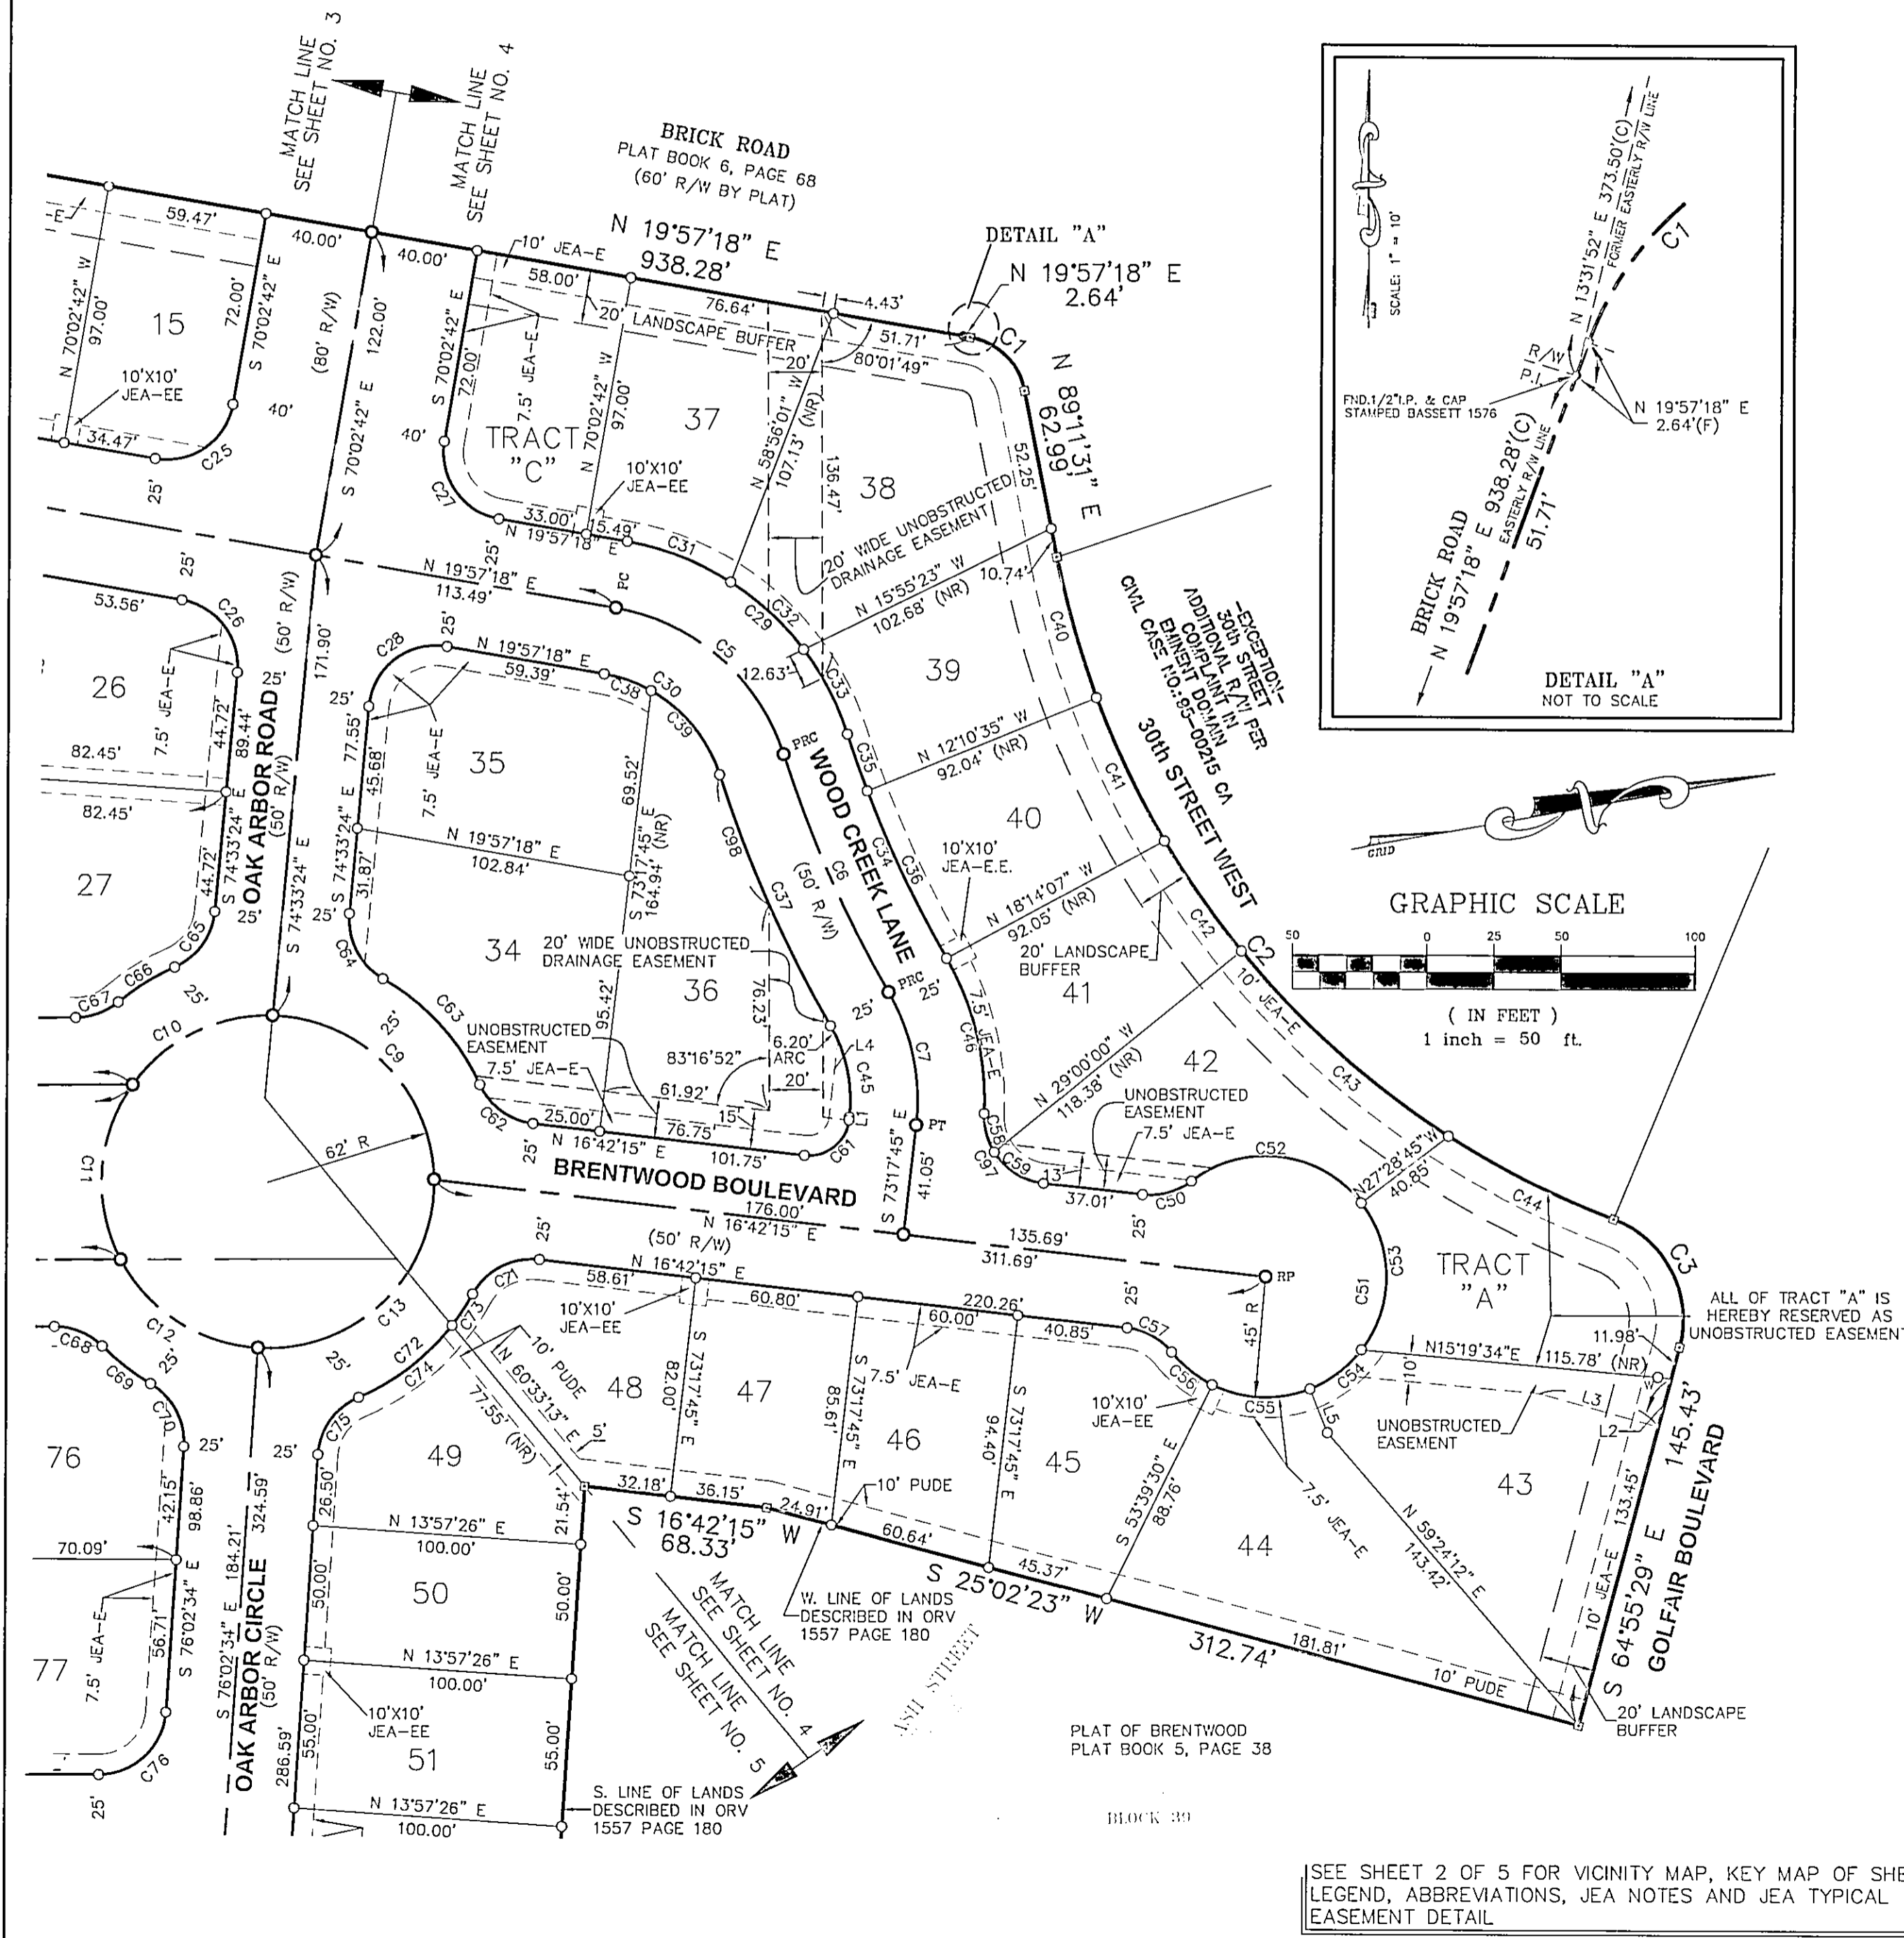 MATCH LINE
SEE SHEET NO. 3
MATCH LINE
SEE SHEET NO. 4
BRICK ROAD
PLAT BOOK 6, PAGE 68
(60' R/W BY PLAT)
N 19°57'18" E
938.28'
DETAIL "A"
N 19°57'18" E
2.64'
59.47'
40.00'
40.00'
10' JEA-E
58.00'
76.64'
4.43'
51.71'
C1
20' LANDSCAPE BUFFER
80°01'49"
20'
N 89°11'31" E
62.99'
-E
N 70°02'42" W
97.00'
15
72.00'
S 70°02'42" E
(80' R/W)
122.00'
S 70°02'42" E
S 70°02'42" E
72.00'
7.5' JEA-E
N 70°02'42" W
97.00'
37
N 58°56'01" W
107.13' (NR)
136.47'
38
52.25'
10'X10'
JEA-EE
34.47'
C25
40'
25'
40'
TRACT
"C"
C27
10'X10'
JEA-EE
33.00'
15.49'
N 19°57'18" E
C31
20' WIDE UNOBSTRUCTED
DRAINAGE EASEMENT
N 15°55'23" W
102.68' (NR)
10.74'
25'
N 19°57'18" E
113.49'
PC
C29
C32
12.63'
C33
39
C40
-EXCEPTION-
30th STREET
ADDITIONAL R/W PER
COMPLAINT IN
EMINENT DOMAIN
CIVIL CASE NO.:95-00215 CA
25'
53.56'
C26
(50' R/W)
171.90'
25'
C28
25'
N 19°57'18" E
59.39'
C38
C30
C39
C5
PRC
C35
N 12°10'35" W
92.04' (NR)
C41
30th STREET WEST
26
7.5' JEA-E
44.72'
89.44'
OAK ARBOR ROAD
(50' R/W)
25'
77.55'
45.68'
S 74°33'24" E
7.5' JEA-E
35
69.52'
S 73°17'45" E
164.94' (NR)
WOOD CREEK LANE
(50' R/W)
C6
C34
C36
40
10'X10'
JEA-E.E.
N 18°14'07" W
92.05' (NR)
C42
C2
82.45'
82.45'
27
44.72'
S 74°33'24" E
25'
S 74°33'24" E
25'
31.87'
S 74°33'24" E
N 19°57'18" E
102.84'
C98
C37
34
20' WIDE UNOBSTRUCTED
DRAINAGE EASEMENT
36
76.23'
95.42'
20' LANDSCAPE
BUFFER
41
PRC
25'
25'
C65
C66
C67
25'
C64
C63
25'
C10
C9
UNOBSTRUCTED
EASEMENT
7.5' JEA-E
83°16'52"
6.20'
ARC
L4
20'
C45
C7
C46
7.5' JEA-E
N 29°00'00" W
118.38' (NR)
42
10' JEA-E
C43
61.92'
15'
L1
C62
25.00'
76.75'
N 16°42'15" E
101.75'
C61
25'
PT
S 73°17'45" E
41.05'
C58
C97
C59
UNOBSTRUCTED
EASEMENT
7.5' JEA-E
13'
37.01'
C50
C52
N27°28'45"W
40.85'
C44
62' R
C11
BRENTWOOD BOULEVARD
176.00'
N 16°42'15" E
(50' R/W)
135.69'
311.69'
25'
RP
45' R
C53
C51
TRACT
"A"
C3
ALL OF TRACT "A" IS
HEREBY RESERVED AS
UNOBSTRUCTED EASEMENT
11.98'
25'
N 16°42'15" E
C71
58.61'
10'X10'
JEA-EE
60.80'
220.26'
60.00'
40.85'
25'
C57
C56
C54
N15°19'34"E
115.78' (NR)
10'
L3
L2
145.43'
C68
C12
C13
C69
25'
25'
C70
C72
C73
C74
C75
10' PUDE
N 60°33'13" E
77.55' (NR)
5'
48
S 73°17'45" E
82.00'
47
S 73°17'45" E
85.61'
7.5' JEA-E
46
S 73°17'45" E
94.40'
45
10'X10'
JEA-EE
C55
L5
UNOBSTRUCTED
EASEMENT
43
S 53°39'30" E
88.76'
7.5' JEA-E
N 59°24'12" E
143.42'
133.45'
10' JEA-E
S 64°55'29" E
GOLFAIR BOULEVARD
76
25'
25'
49
26.50'
32.18'
21.54'
36.15'
24.91'
10' PUDE
60.64'
45.37'
S 16°42'15" W
68.33'
S 25°02'23" W
312.74'
44
181.81'
10' PUDE
20' LANDSCAPE
BUFFER
42.15'
98.86'
70.09'
S 76°02'34" E
56.71'
7.5' JEA-E
77
C76
25'
324.59'
184.21'
S 76°02'34" E
OAK ARBOR CIRCLE
(50' R/W)
286.59'
N 13°57'26" E
100.00'
50.00'
50
50.00'
N 13°57'26" E
100.00'
10'X10'
JEA-EE
55.00'
51
55.00'
N 13°57'26" E
100.00'
W. LINE OF LANDS
DESCRIBED IN ORV
1557 PAGE 180
MATCH LINE
SEE SHEET NO. 4
MATCH LINE
SEE SHEET NO. 5
ASH STREET
S. LINE OF LANDS
DESCRIBED IN ORV
1557 PAGE 180
PLAT OF BRENTWOOD
PLAT BOOK 5, PAGE 38
BLOCK 39
SCALE: 1" = 10'
N 13°31'52" E 373.50'(C)
FORMER EASTERLY R/W LINE
C1
R/W
P.I.
FND.1/2"I.P. & CAP
STAMPED BASSETT 1576
N 19°57'18" E
2.64'(F)
BRICK ROAD
N 19°57'18" E 938.28'(C)
EASTERLY R/W LINE
51.71'
DETAIL "A"
NOT TO SCALE
GRID
GRAPHIC SCALE
50 0 25 50 100
( IN FEET )
1 inch = 50 ft.
SEE SHEET 2 OF 5 FOR VICINITY MAP, KEY MAP OF SHE
LEGEND, ABBREVIATIONS, JEA NOTES AND JEA TYPICAL
EASEMENT DETAIL